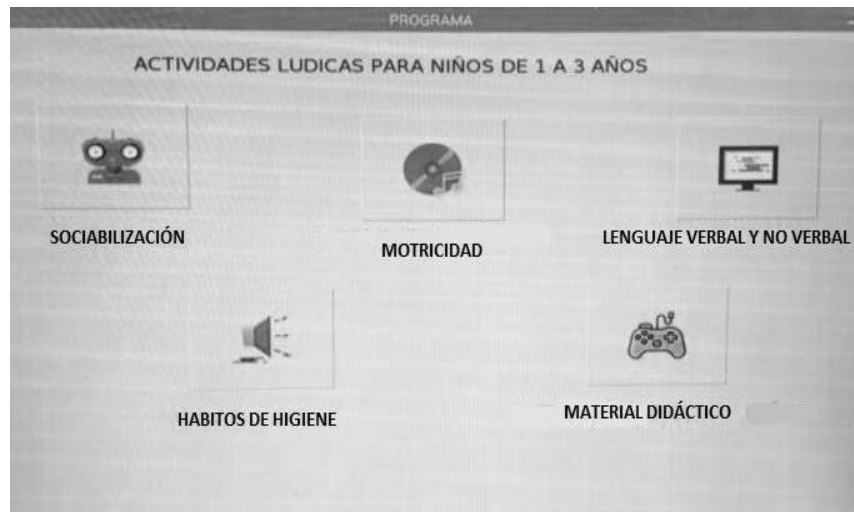 PROGRAMA
ACTIVIDADES LUDICAS PARA NIÑOS DE 1 A 3 AÑOS
SOCIABILIZACIÓN
MOTRICIDAD
LENGUAJE VERBAL Y NO VERBAL
HABITOS DE HIGIENE
MATERIAL DIDÁCTICO